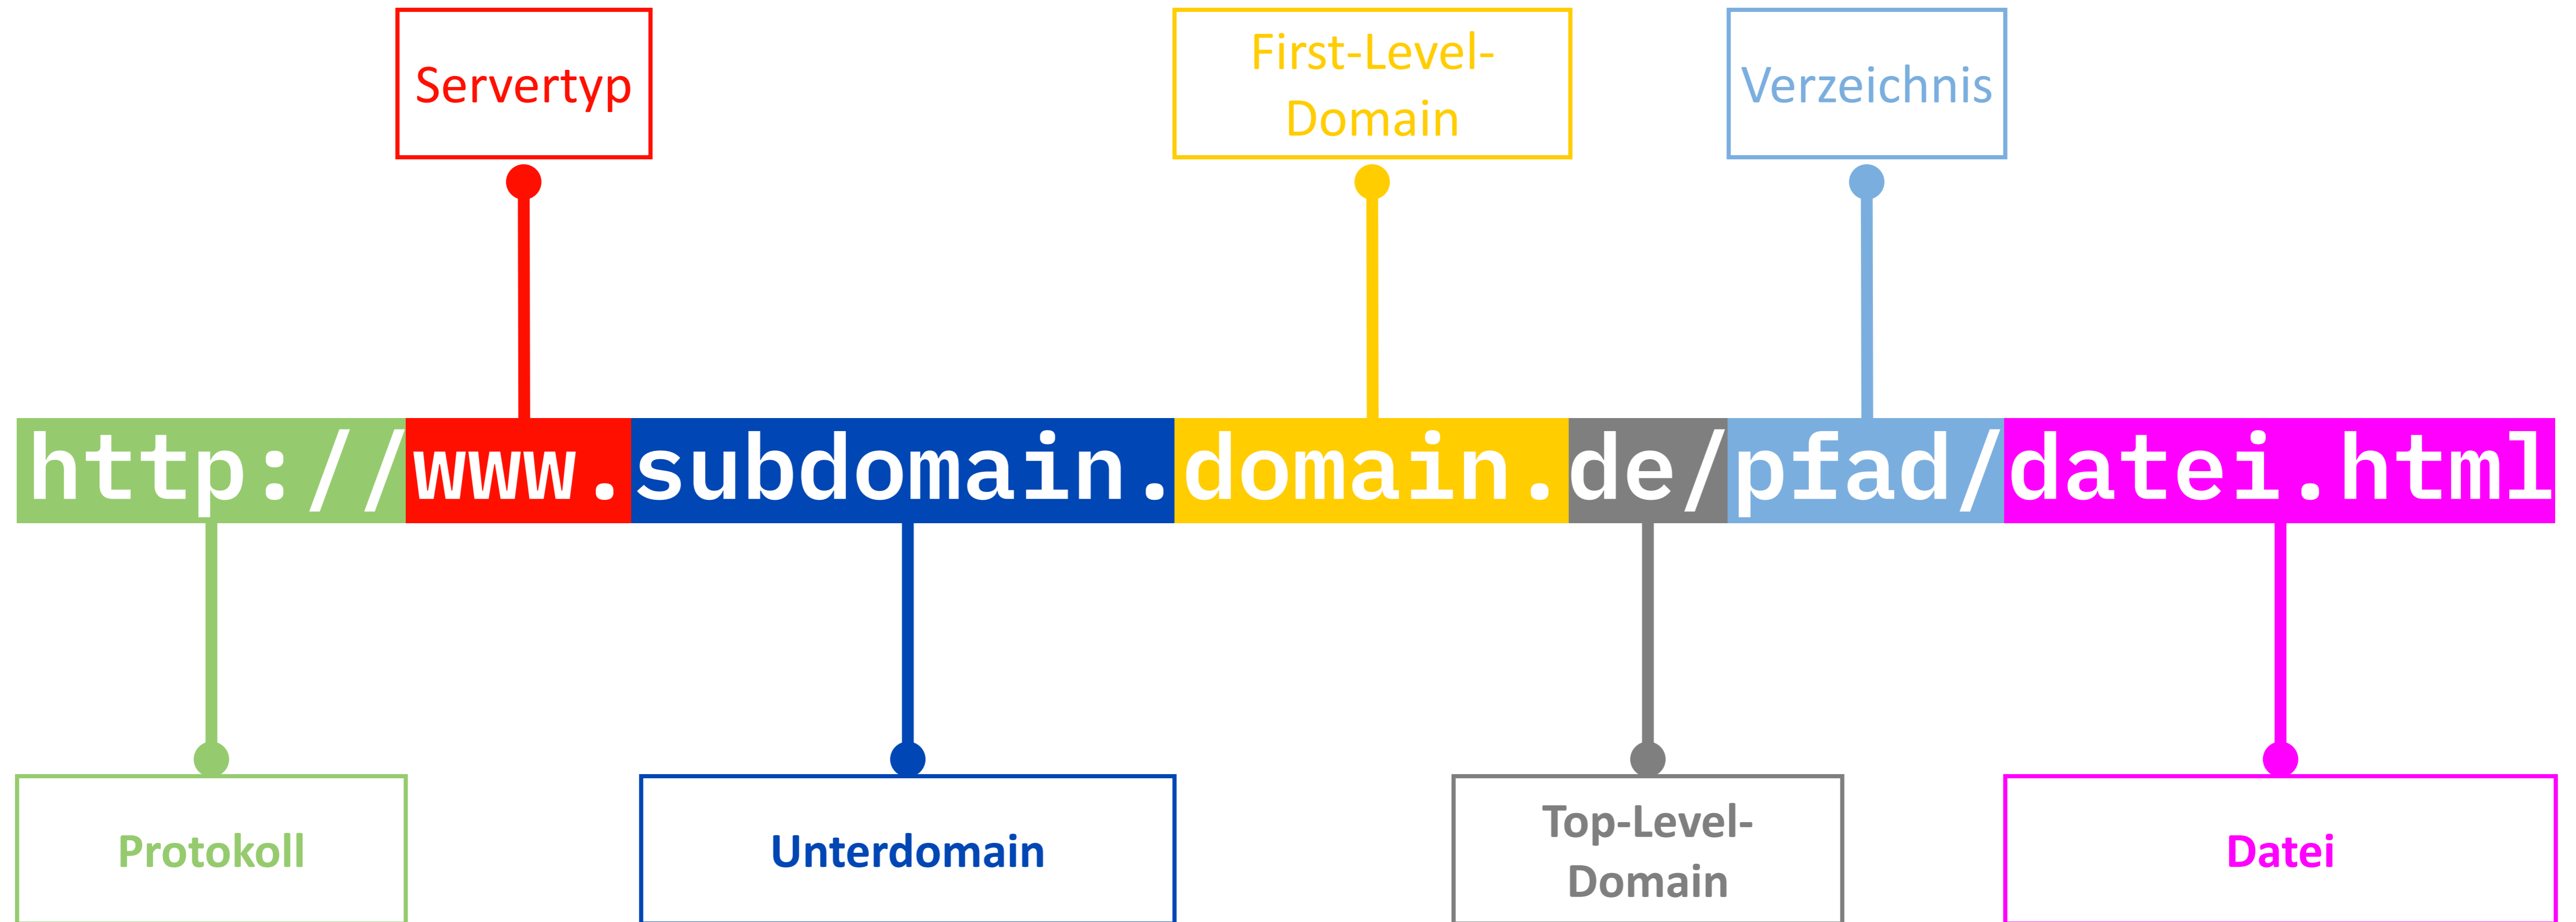 Servertyp
First-Level-
Domain
Verzeichnis
http://www.subdomain.domain.de/pfad/datei.html
Protokoll
Unterdomain
Top-Level-
Domain
Datei